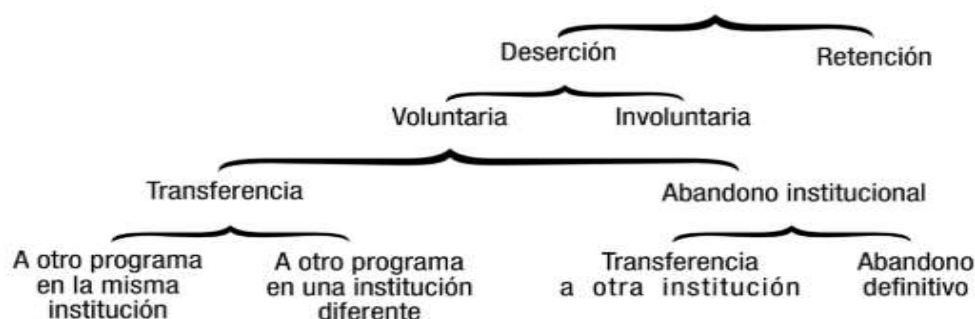 Deserción
Retención
Voluntaria
Involuntaria
Transferencia
Abandono institucional
A otro programa
en la misma
institución
A otro programa
en una institución
diferente
Transferencia
a otra institución
Abandono
definitivo